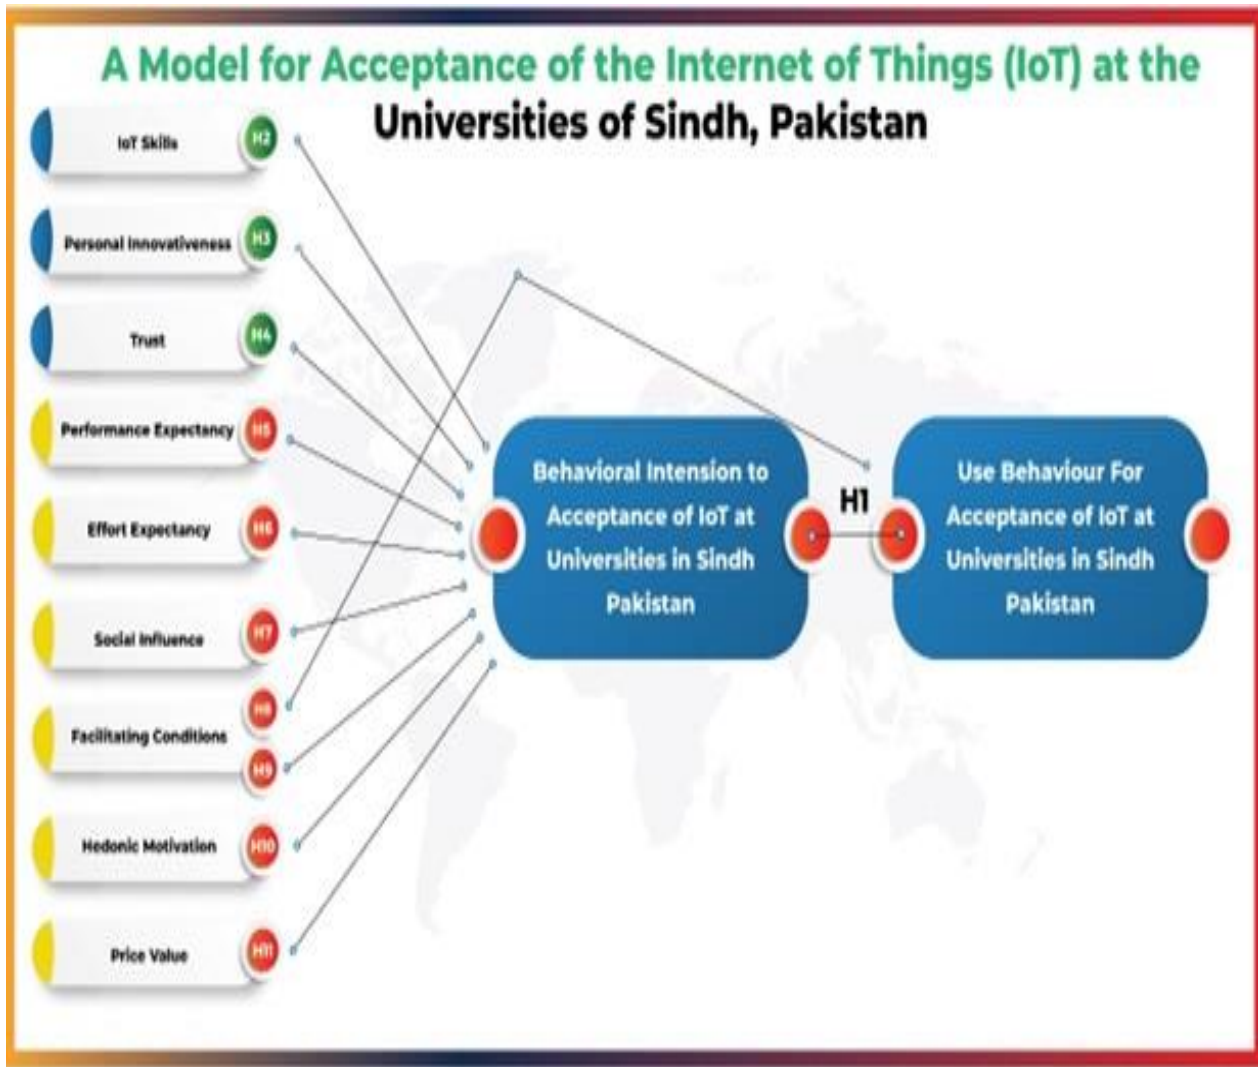 A Model for Acceptance of the Internet of Things (IoT) at the
Universities of Sindh, Pakistan
IoT Skills
H2
Personal Innovativeness
H3
Trust
H4
Performance Expectancy
H5
Effort Expectancy
H6
Social Influence
H7
Facilitating Conditions
H8
H9
Hedonic Motivation
H10
Price Value
H11
Behavioral Intension to
Acceptance of IoT at
Universities in Sindh
Pakistan
H1
Use Behaviour For
Acceptance of IoT at
Universities in Sindh
Pakistan